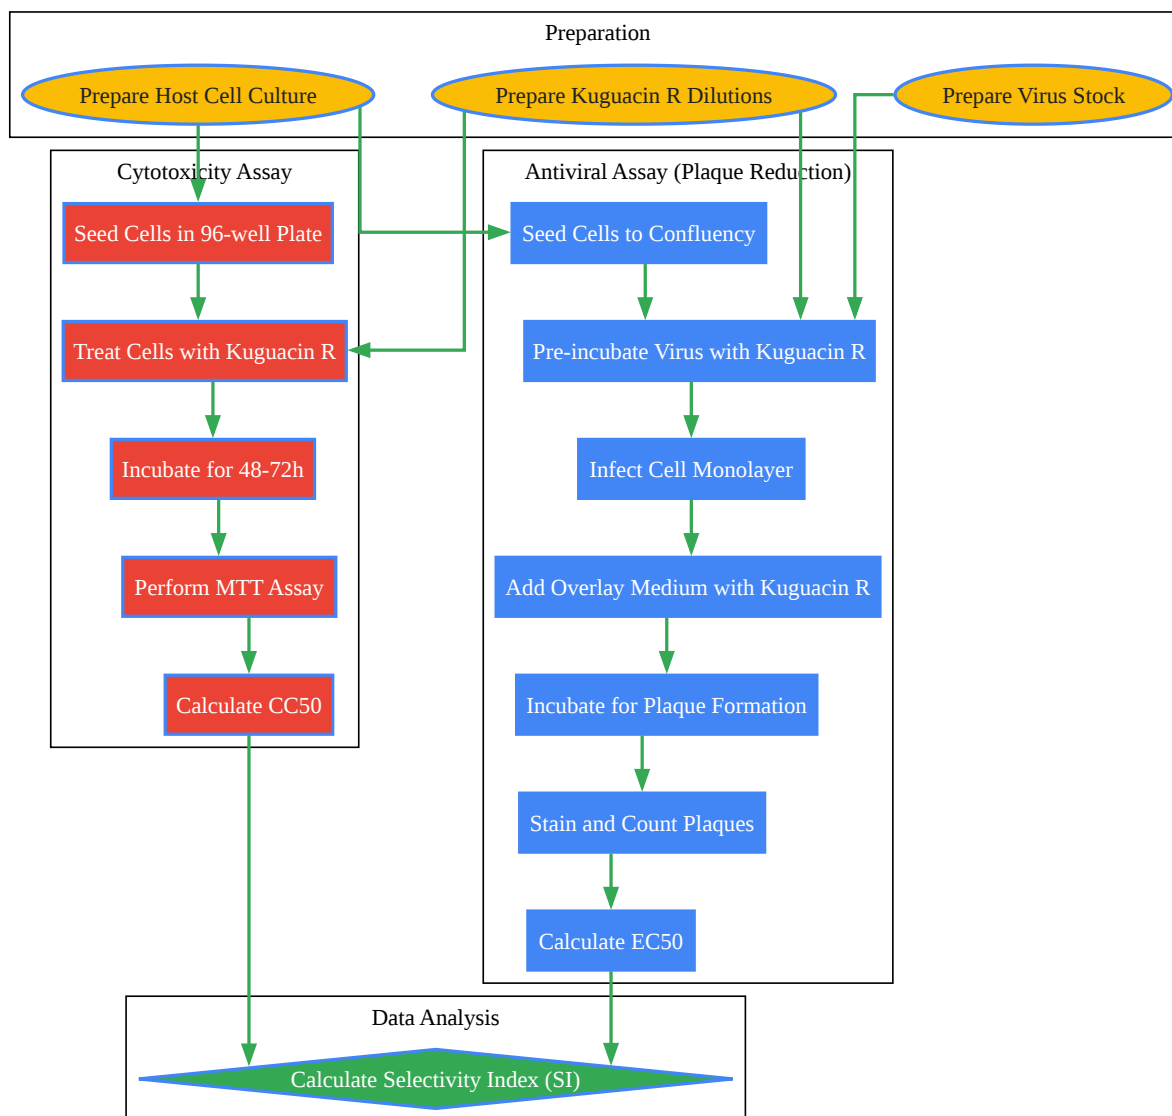 Preparation
Prepare Host Cell Culture
Prepare Kuguacin R Dilutions
Prepare Virus Stock
Cytotoxicity Assay
Seed Cells in 96-well Plate
Treat Cells with Kuguacin R
Incubate for 48-72h
Perform MTT Assay
Calculate CC50
Antiviral Assay (Plaque Reduction)
Seed Cells to Confluency
Pre-incubate Virus with Kuguacin R
Infect Cell Monolayer
Add Overlay Medium with Kuguacin R
Incubate for Plaque Formation
Stain and Count Plaques
Calculate EC50
Data Analysis
Calculate Selectivity Index (SI)